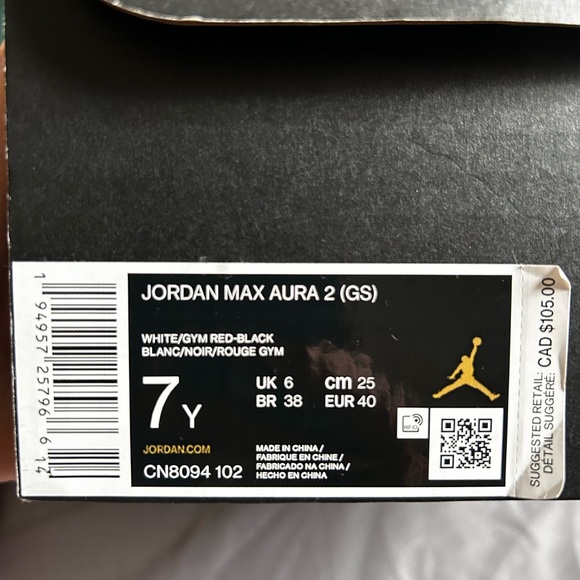 JORDAN MAX AURA 2 (GS)
WHITE/GYM RED-BLACK
BLANC/NOIR/ROUGE GYM
7Y
UK 6 cm 25
BR 38 EUR 40
JORDAN.COM
CN8094 102
MADE IN CHINA /
FABRIQUE EN CHINE /
FABRICADO NA CHINA /
HECHO EN CHINA
RFID
1 94957 25796 6 14
SUGGESTED RETAIL: CAD $105.00
DÉTAIL SUGGÉRÉ: